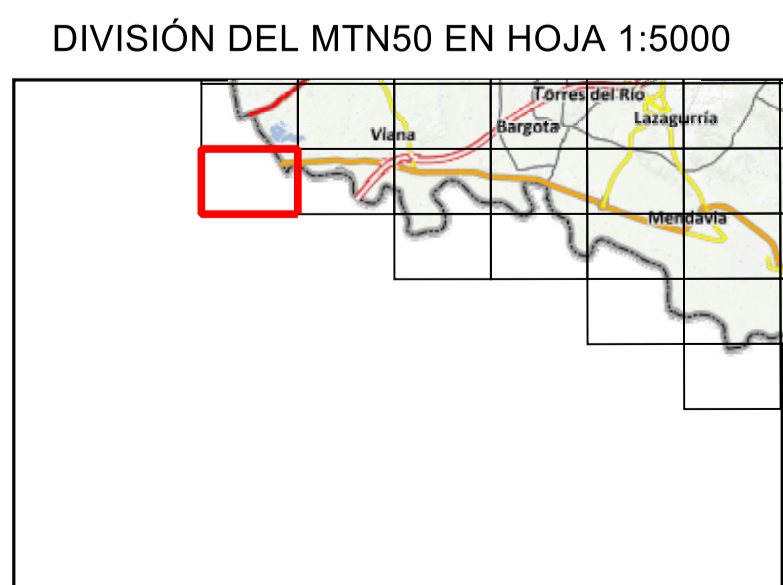 DIVISIÓN DEL MTN50 EN HOJA 1:5000
Torres del Río
Lazagurría
Bargota
Viana
Mendavia